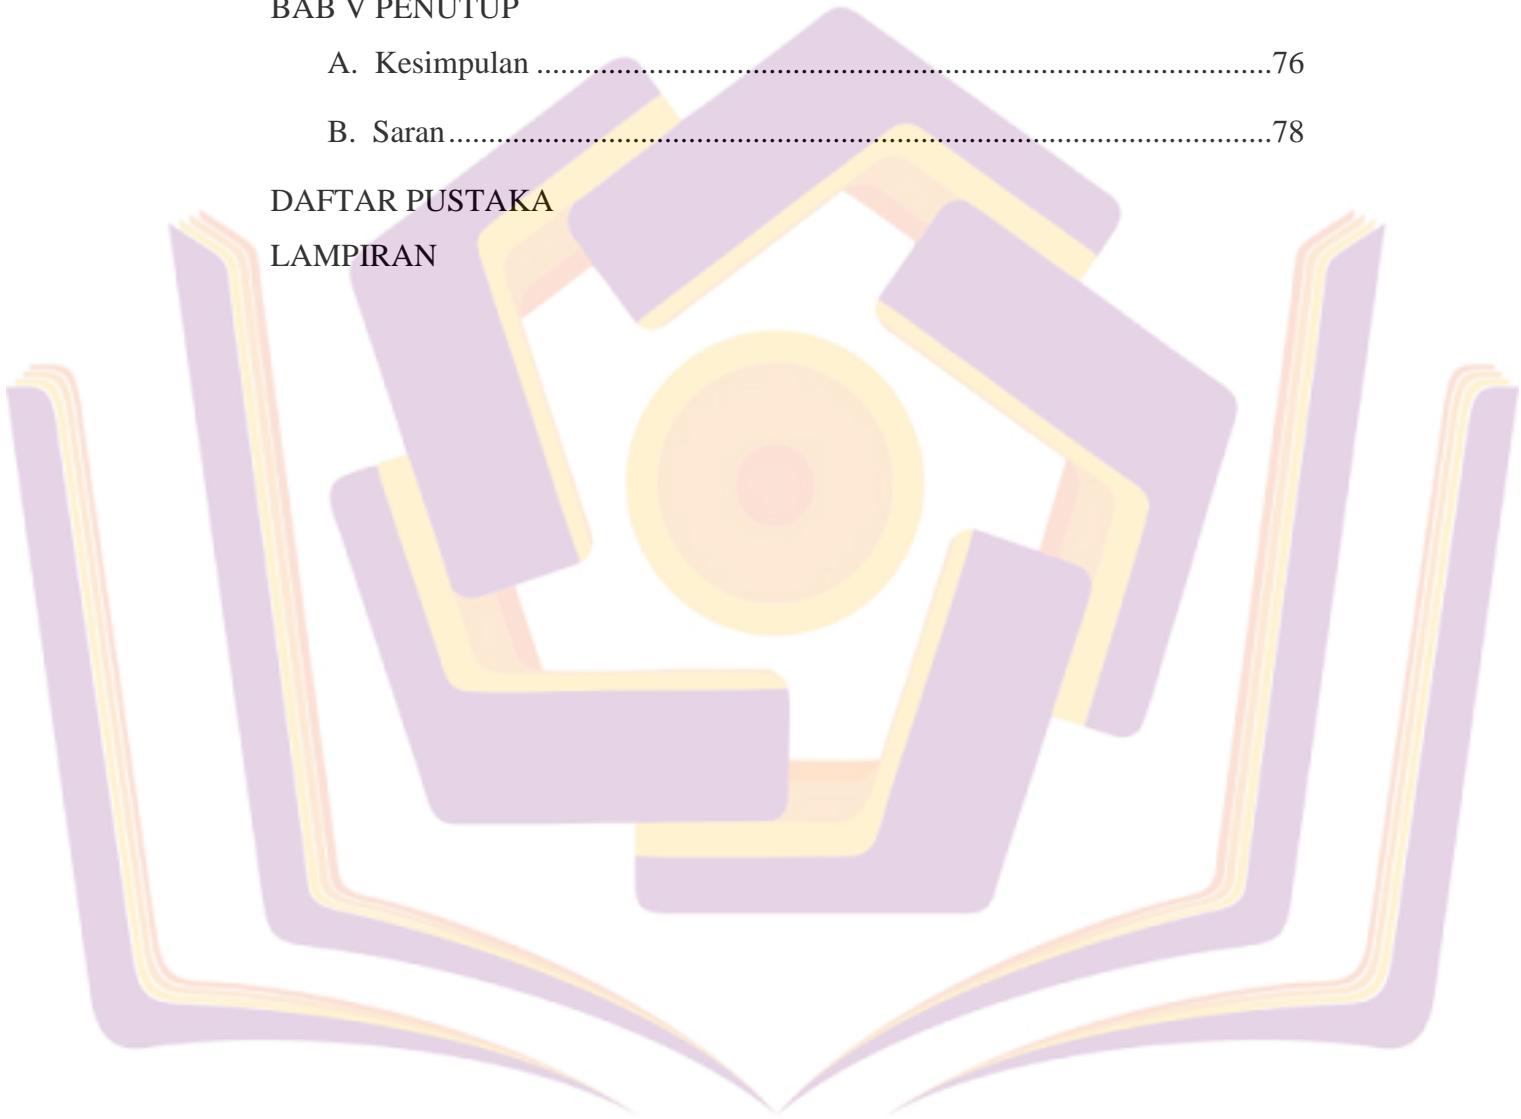 BAB V PENUTUP
A. Kesimpulan ............................................................................................76
B. Saran.......................................................................................................78
DAFTAR PUSTAKA
LAMPIRAN